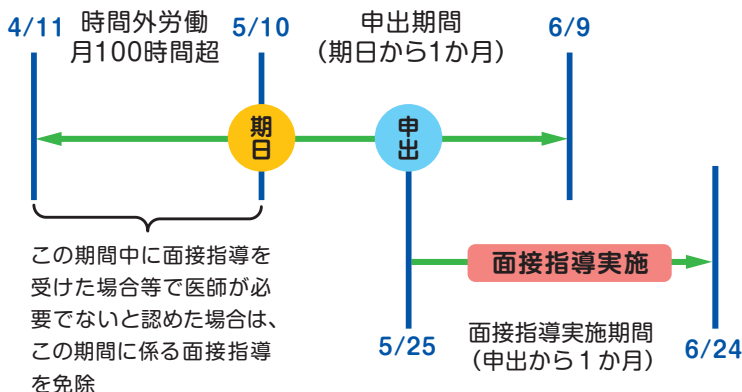 4/11
時間外労働
月100時間超
5/10
申出期間
（期日から1か月）
6/9
期日
申出
この期間中に面接指導を
受けた場合等で医師が必
要でないと認めた場合は、
この期間に係る面接指導
を免除
面接指導実施
5/25
面接指導実施期間
（申出から１か月）
6/24